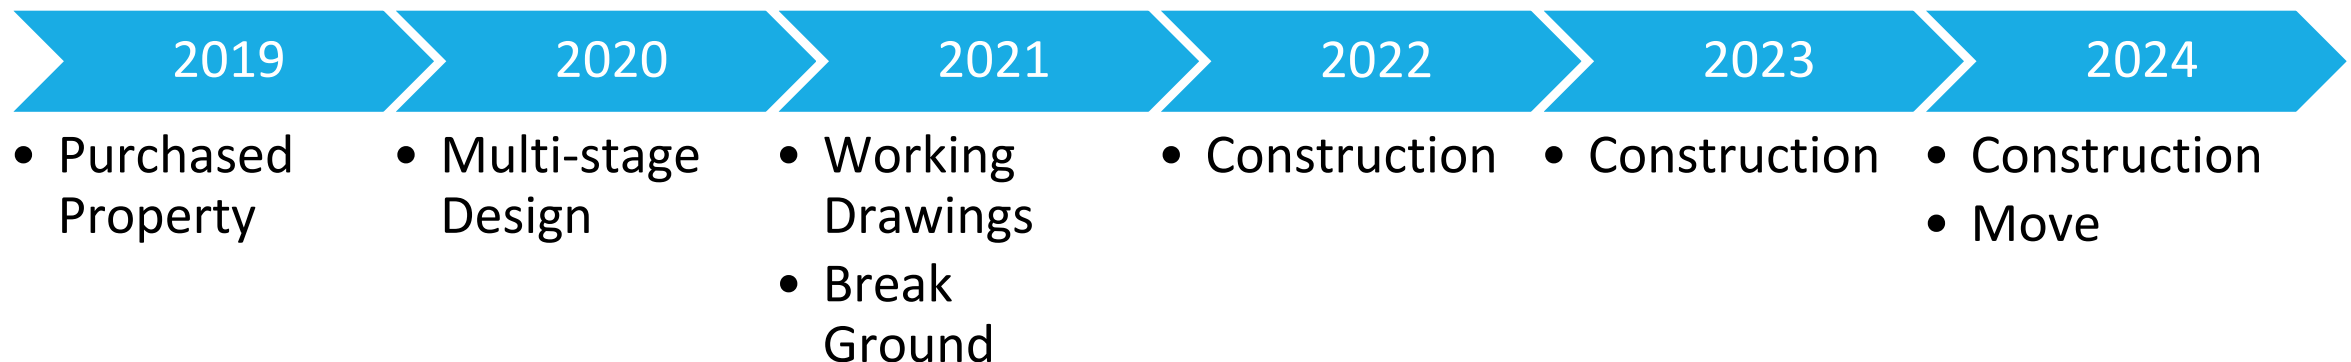 2019
• Purchased
Property
2020
• Multi-stage
Design
2021
• Working
Drawings
• Break
Ground
2022
• Construction
2023
• Construction
2024
• Construction
• Move